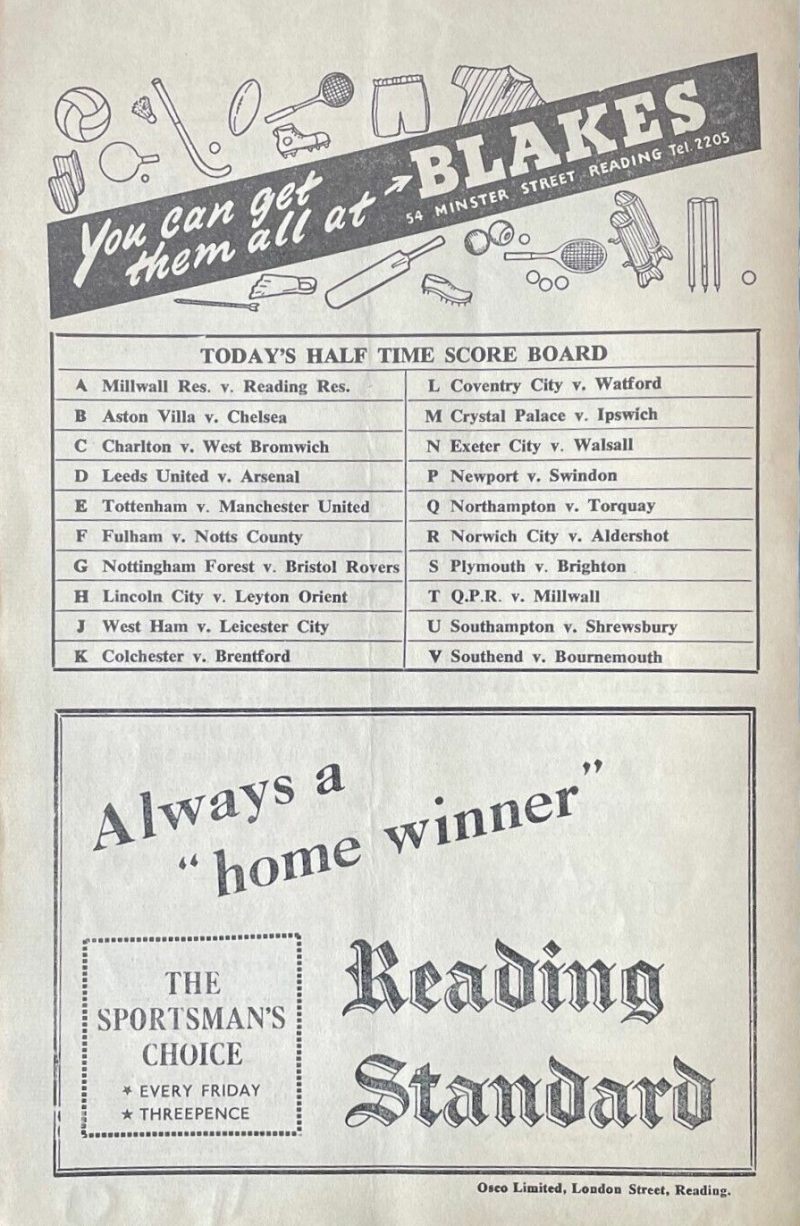 You can get
them all at
BLAKES
54 MINSTER STREET READING Tel. 2205
TODAY'S HALF TIME SCORE BOARD
A Millwall Res. v. Reading Res.
B Aston Villa v. Chelsea
C Charlton v. West Bromwich
D Leeds United v. Arsenal
E Tottenham v. Manchester United
F Fulham v. Notts County
G Nottingham Forest v. Bristol Rovers
H Lincoln City v. Leyton Orient
J West Ham v. Leicester City
K Colchester v. Brentford
L Coventry City v. Watford
M Crystal Palace v. Ipswich
N Exeter City v. Walsall
P Newport v. Swindon
Q Northampton v. Torquay
R Norwich City v. Aldershot
S Plymouth v. Brighton
T Q.P.R. v. Millwall
U Southampton v. Shrewsbury
V Southend v. Bournemouth
Always a
"home winner"
THE
SPORTSMAN'S
CHOICE
★ EVERY FRIDAY
★ THREEPENCE
Reading
Standard
Osco Limited, London Street, Reading.